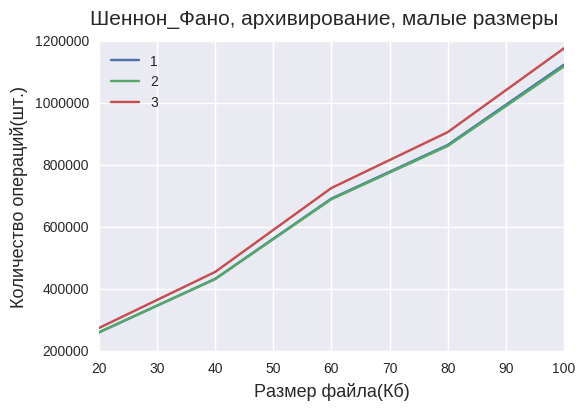 Шеннон_Фано, архивирование, малые размеры
1200000
1000000
800000
600000
400000
200000
Количество операций(шт.)
1
2
3
20 30 40 50 60 70 80 90 100
Размер файла(Кб)